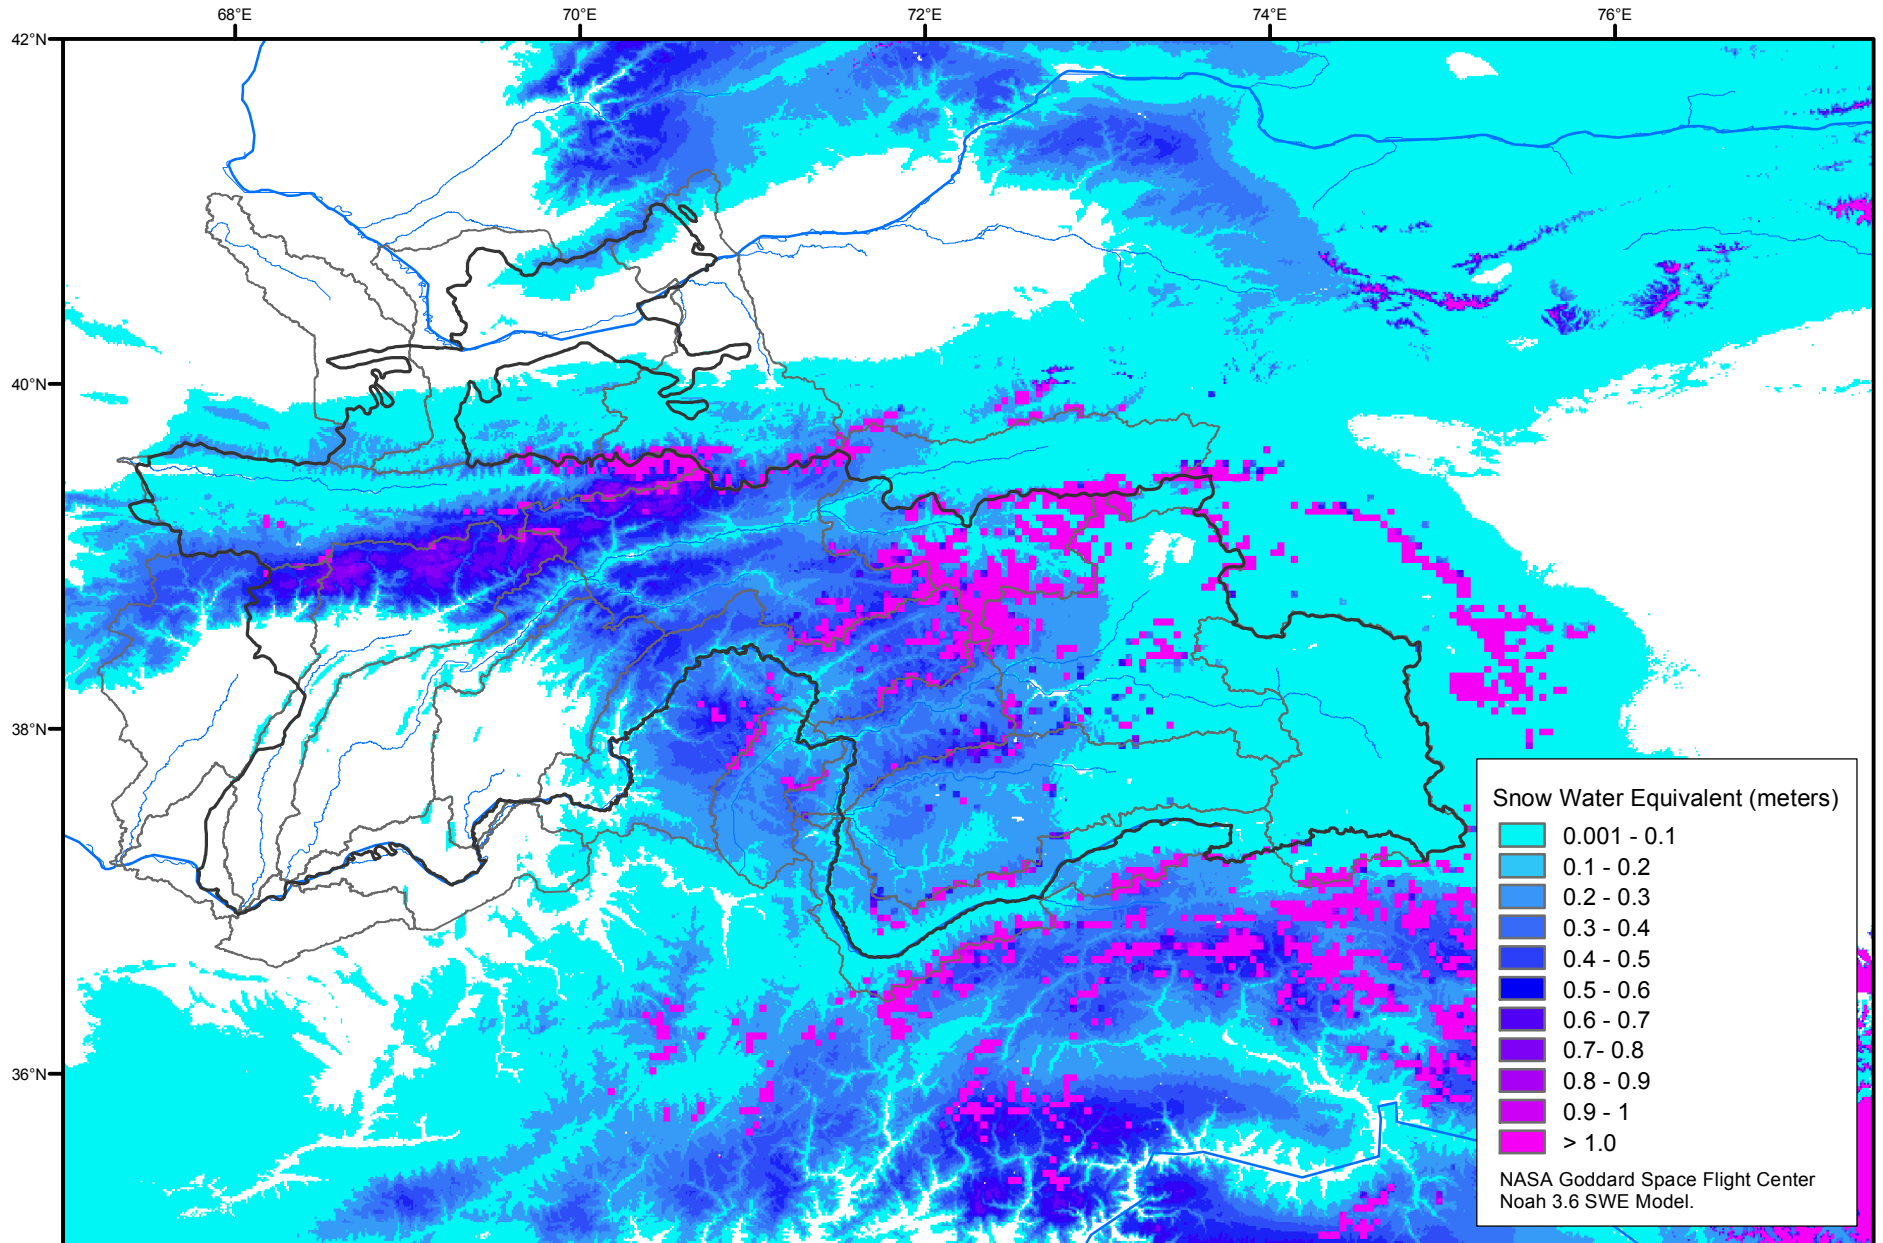 68°E 70°E 72°E 74°E 76°E
42°N
40°N
38°N
36°N
Snow Water Equivalent (meters)
0.001 - 0.1
0.1 - 0.2
0.2 - 0.3
0.3 - 0.4
0.4 - 0.5
0.5 - 0.6
0.6 - 0.7
0.7- 0.8
0.8 - 0.9
0.9 - 1
> 1.0
NASA Goddard Space Flight Center
Noah 3.6 SWE Model.